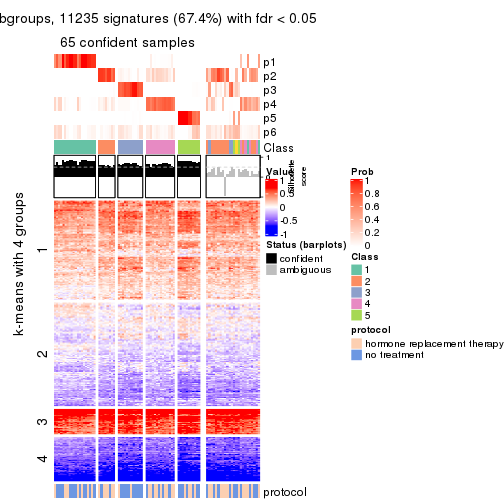 bgroups, 11235 signatures (67.4%) with fdr < 0.05
65 confident samples
p1
p2
p3
p4
p5
p6
Class
1
Silhouette
score
k-means with 4 groups
1
2
3
4
protocol
Value
1
0.5
0
-0.5
-1
Status (barplots)
confident
ambiguous
Prob
1
0.8
0.6
0.4
0.2
0
Class
1
2
3
4
5
protocol
hormone replacement therapy
no treatment